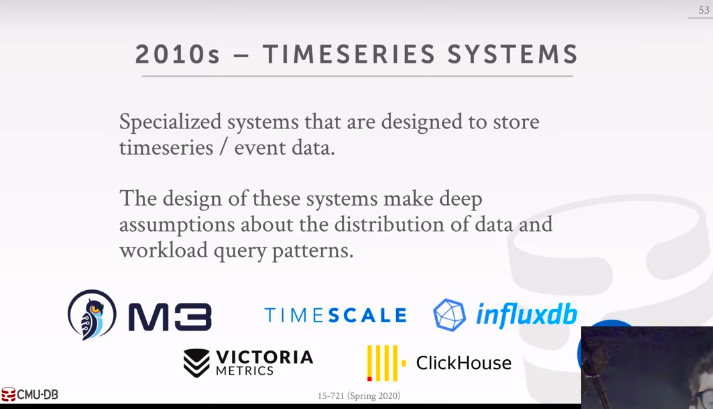 53
2010s – TIMESERIES SYSTEMS
Specialized systems that are designed to store
timeseries / event data.
The design of these systems make deep
assumptions about the distribution of data and
workload query patterns.
M3
TIMESCALE
influxdb
VICTORIA
METRICS
ClickHouse
CMU·DB
15-721 (Spring 2020)